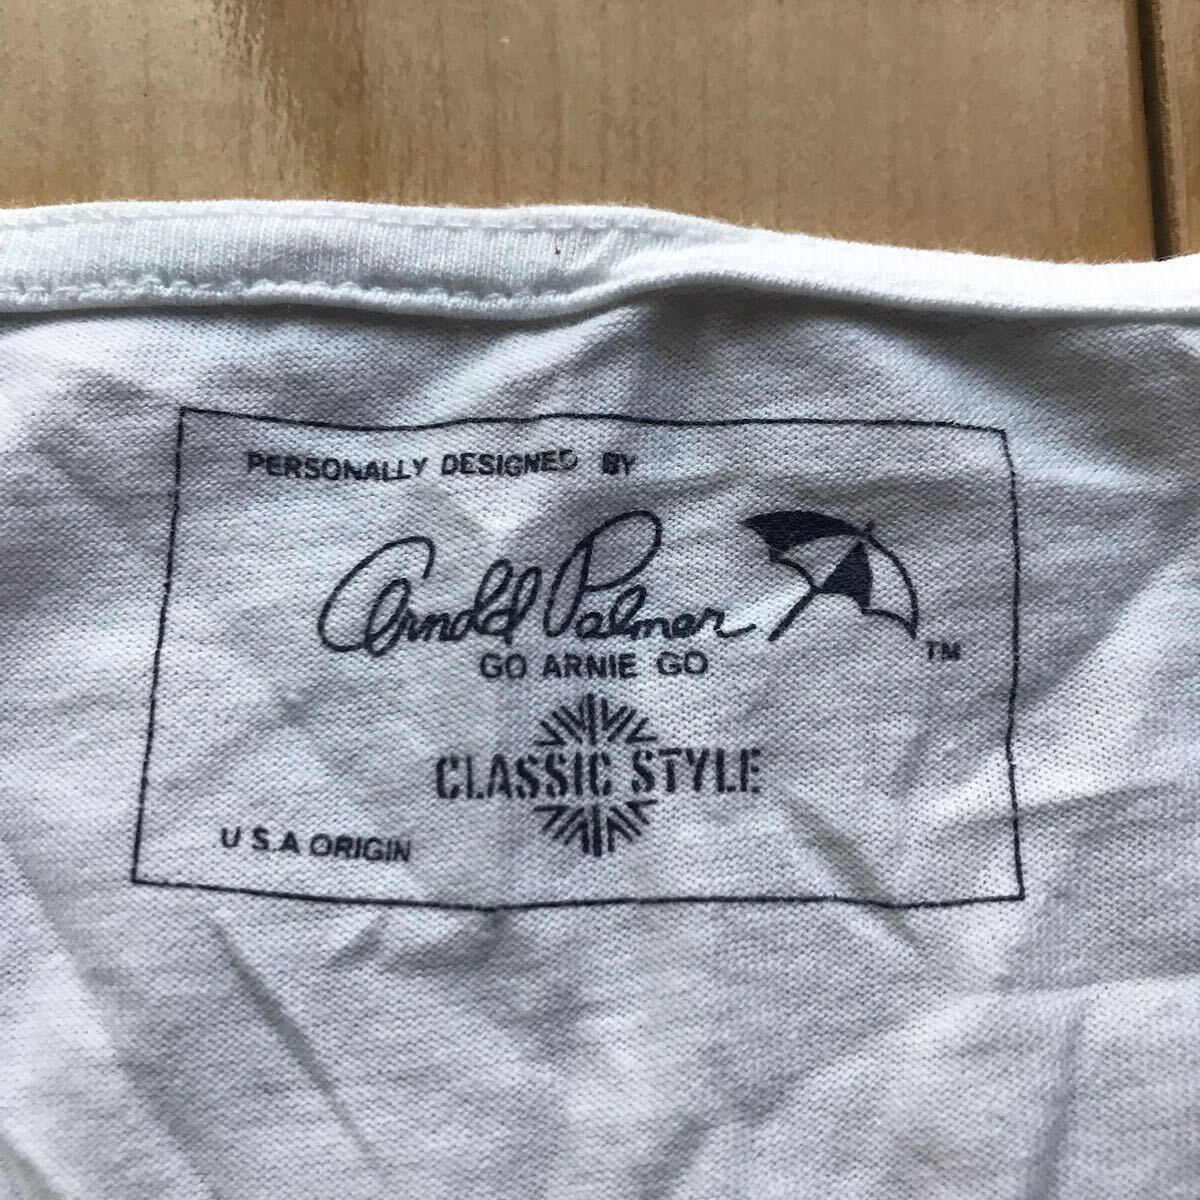 PERSONALLY DESIGNED BY
Arnold Palmer
TM
GO ARNIE GO
CLASSIC STYLE
U.S.A ORIGIN